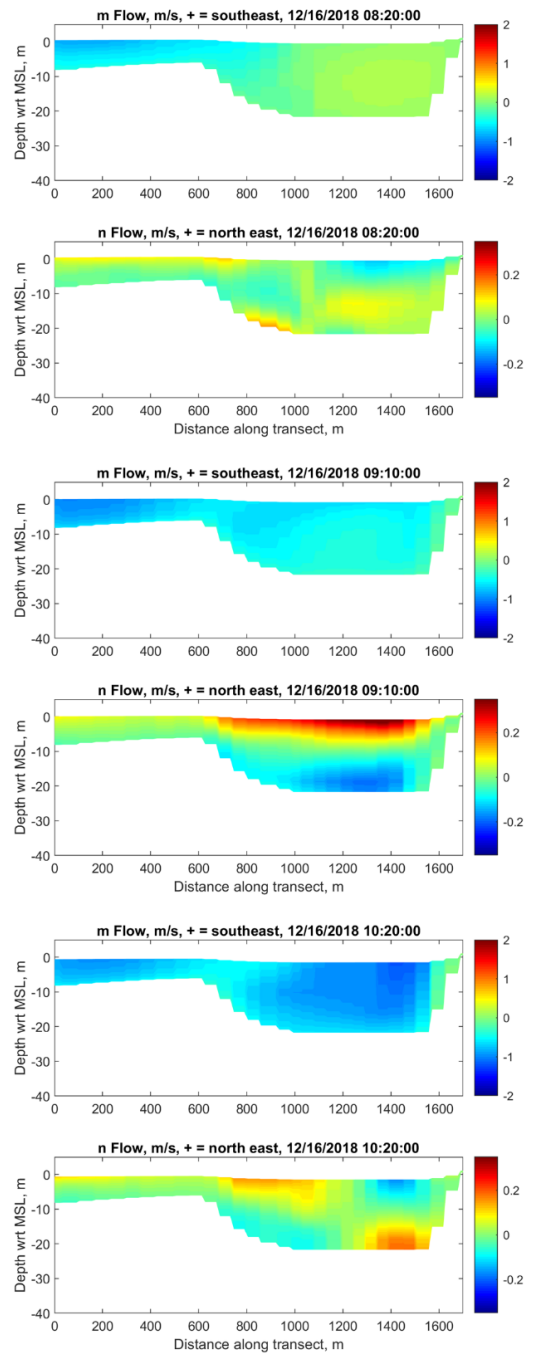 m Flow, m/s, + = southeast, 12/16/2018 08:20:00
Depth wrt MSL, m
0
-10
-20
-30
-40
0 200 400 600 800 1000 1200 1400 1600
2
1
0
-1
-2
n Flow, m/s, + = north east, 12/16/2018 08:20:00
Depth wrt MSL, m
0
-10
-20
-30
-40
0 200 400 600 800 1000 1200 1400 1600
Distance along transect, m
0.2
0
-0.2
m Flow, m/s, + = southeast, 12/16/2018 09:10:00
Depth wrt MSL, m
0
-10
-20
-30
-40
0 200 400 600 800 1000 1200 1400 1600
2
1
0
-1
-2
n Flow, m/s, + = north east, 12/16/2018 09:10:00
Depth wrt MSL, m
0
-10
-20
-30
-40
0 200 400 600 800 1000 1200 1400 1600
Distance along transect, m
0.2
0
-0.2
m Flow, m/s, + = southeast, 12/16/2018 10:20:00
Depth wrt MSL, m
0
-10
-20
-30
-40
0 200 400 600 800 1000 1200 1400 1600
2
1
0
-1
-2
n Flow, m/s, + = north east, 12/16/2018 10:20:00
Depth wrt MSL, m
0
-10
-20
-30
-40
0 200 400 600 800 1000 1200 1400 1600
Distance along transect, m
0.2
0
-0.2